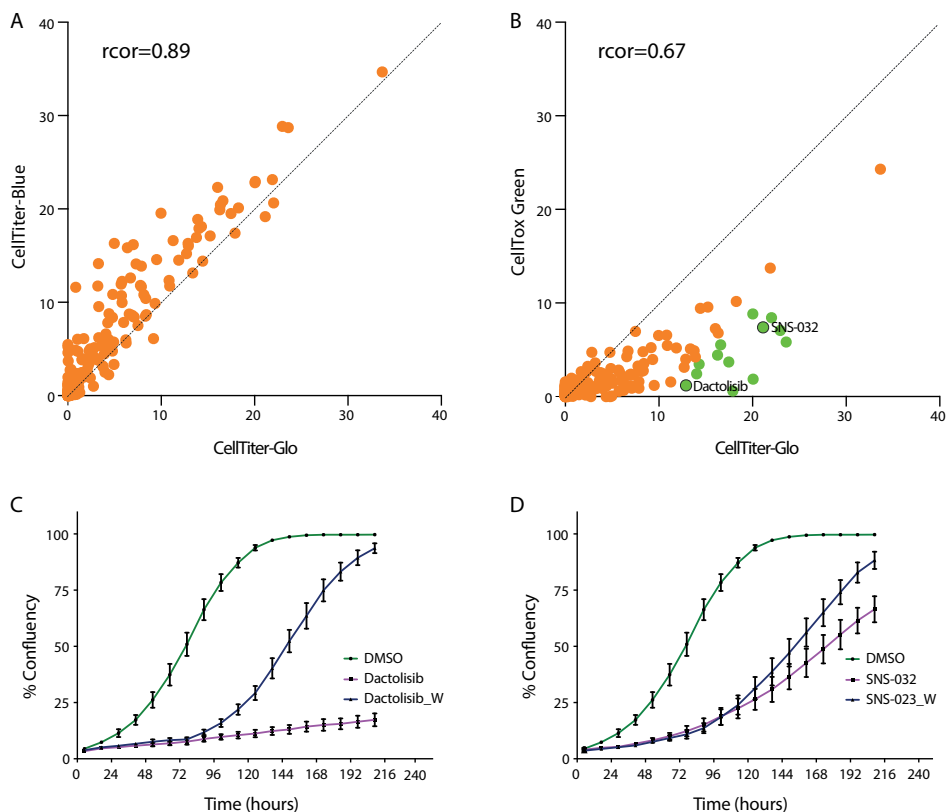 A
rcor=0.89
40
30
20
10
0
CellTiter-Blue
0 10 20 30 40
CellTiter-Glo
B
rcor=0.67
40
30
20
10
0
CellTox Green
SNS-032
Dactolisib
0 10 20 30 40
CellTiter-Glo
C
100
75
50
25
0
% Confluency
DMSO
Dactolisib
Dactolisib_W
0 24 48 72 96 120 144 168 192 216 240
Time (hours)
D
100
75
50
25
0
% Confluency
DMSO
SNS-032
SNS-023_W
0 24 48 72 96 120 144 168 192 216 240
Time (hours)